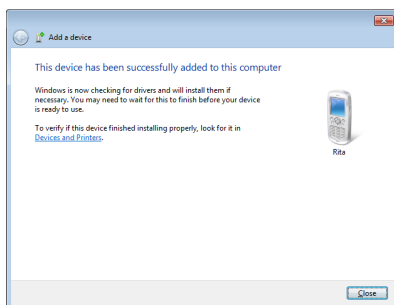 Add a device
This device has been successfully added to this computer
Windows is now checking for drivers and will install them if
necessary. You may need to wait for this to finish before your device
is ready to use.
To verify if this device finished installing properly, look for it in
Devices and Printers.
Rita
Close